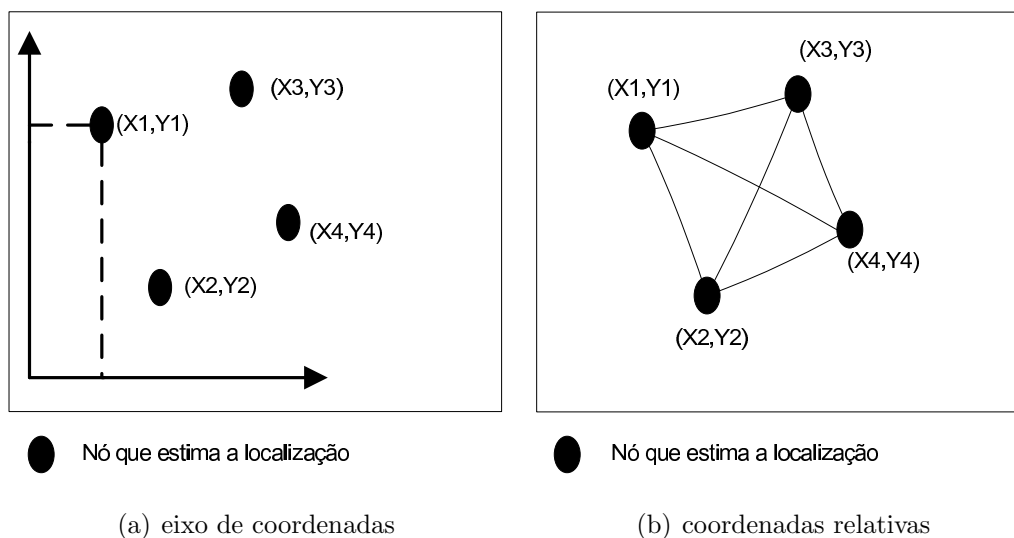 (X3,Y3)
(X1,Y1)
(X4,Y4)
(X2,Y2)
Nó que estima a localização
(a) eixo de coordenadas
(X3,Y3)
(X1,Y1)
(X4,Y4)
(X2,Y2)
Nó que estima a localização
(b) coordenadas relativas